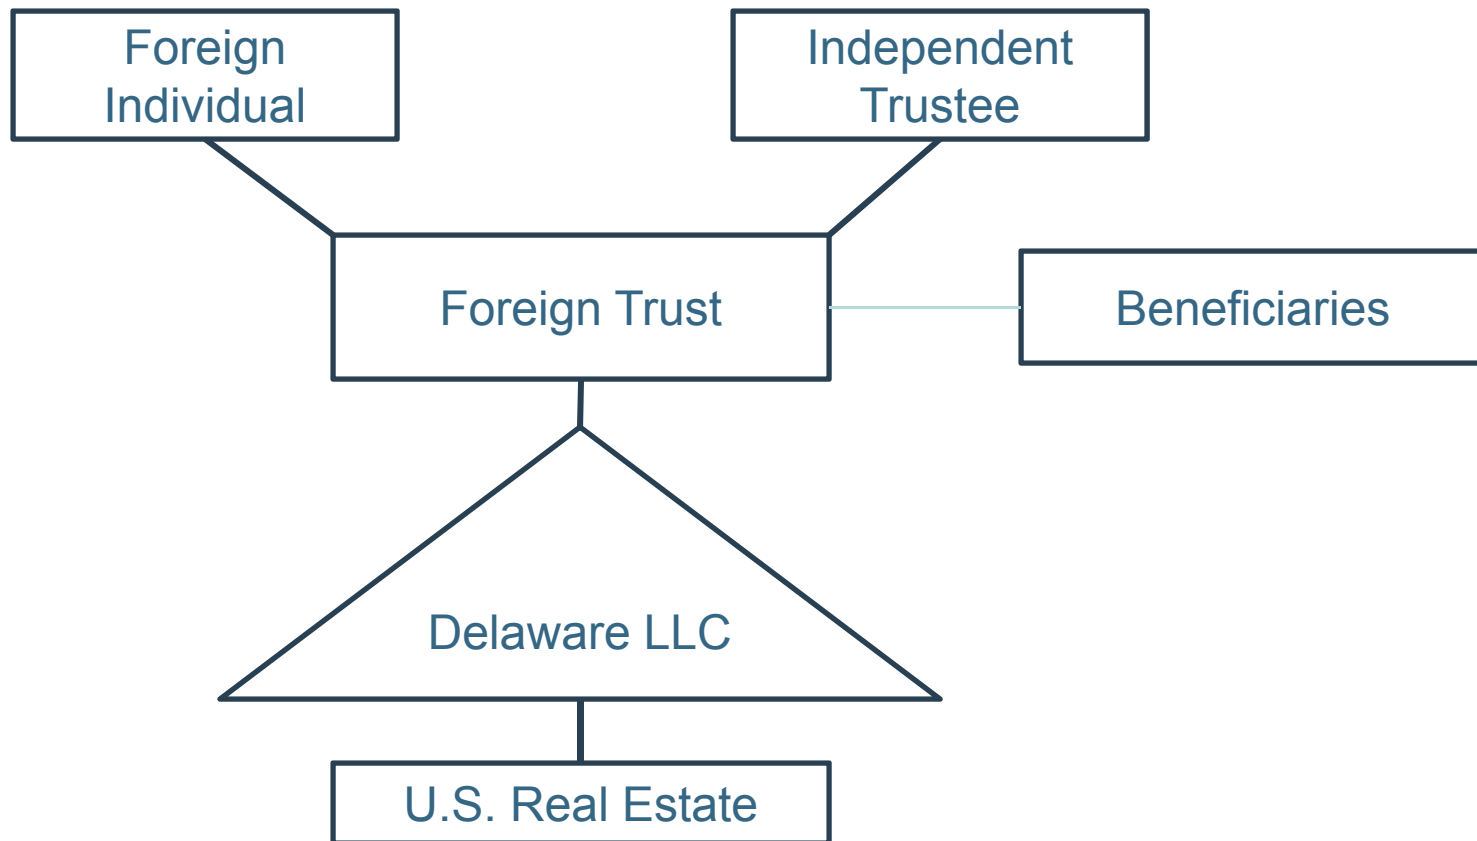 Foreign
Individual
Independent
Trustee
Foreign Trust
Beneficiaries
Delaware LLC
U.S. Real Estate